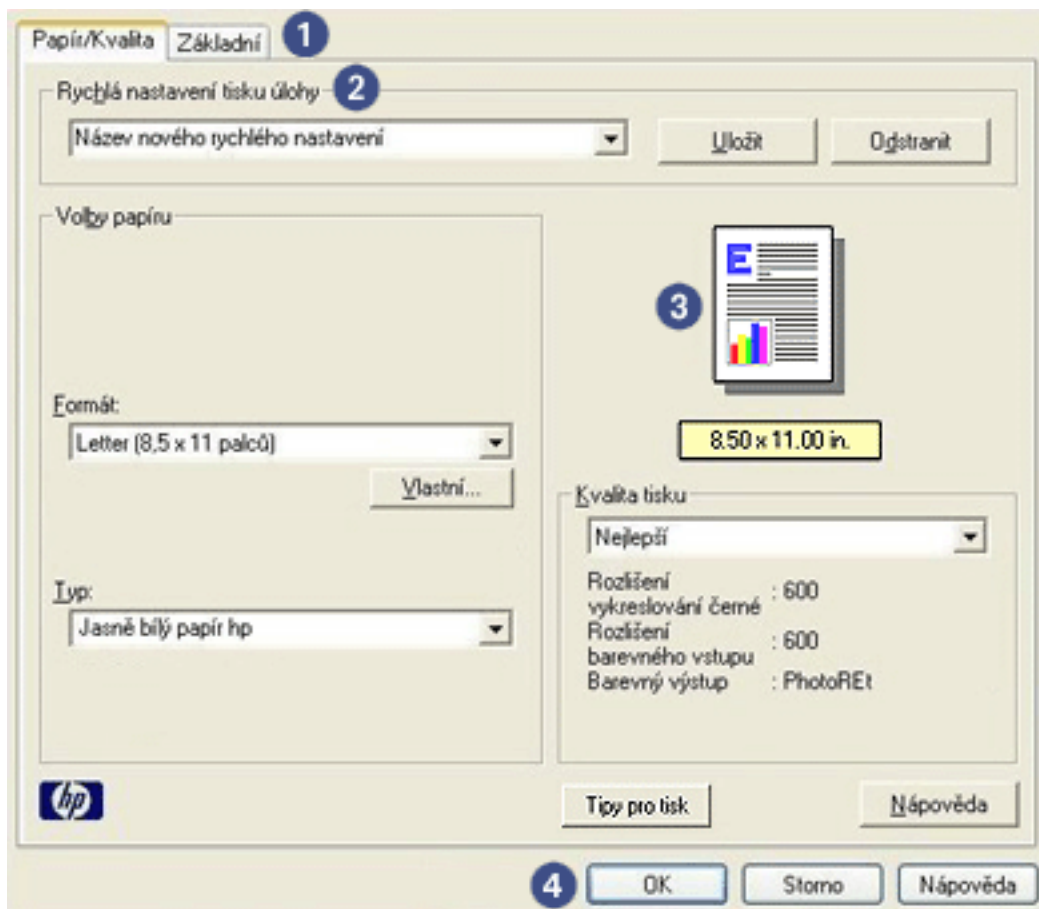 Papír/Kvalita Základní 1
Rychlá nastavení tisku úlohy 2
Název nového rychlého nastavení Uložit Odstranit
Volby papíru
E
3
Formát:
Letter (8,5 x 11 palců)
8.50 x 11.00 in.
Vlastní...
Kvalita tisku
Nejlepší
Typ:
Jasně bílý papír hp
Rozlišení
vykreslování černé : 600
Rozlišení
barevného vstupu : 600
Barevný výstup : PhotoREt
hp
Tipy pro tisk Nápověda
4 OK Storno Nápověda